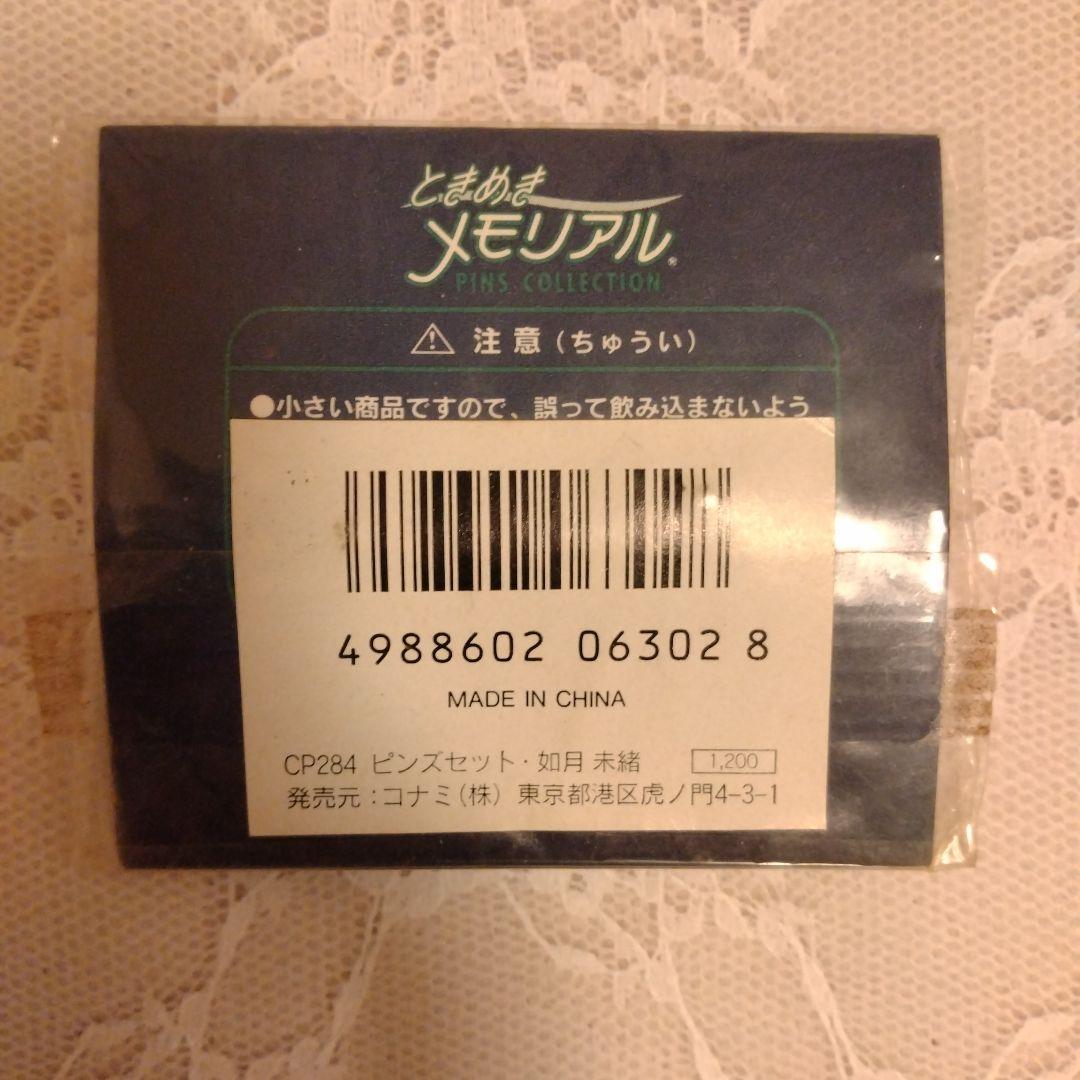 ときめき
メモリアル®
PINS COLLECTION
⚠ 注意(ちゅうい)
●小さい商品ですので、誤って飲み込まないよう
4988602 06302 8
MADE IN CHINA
CP284 ピンズセット・如月 未緒 1,200
発売元:コナミ(株) 東京都港区虎ノ門4-3-1